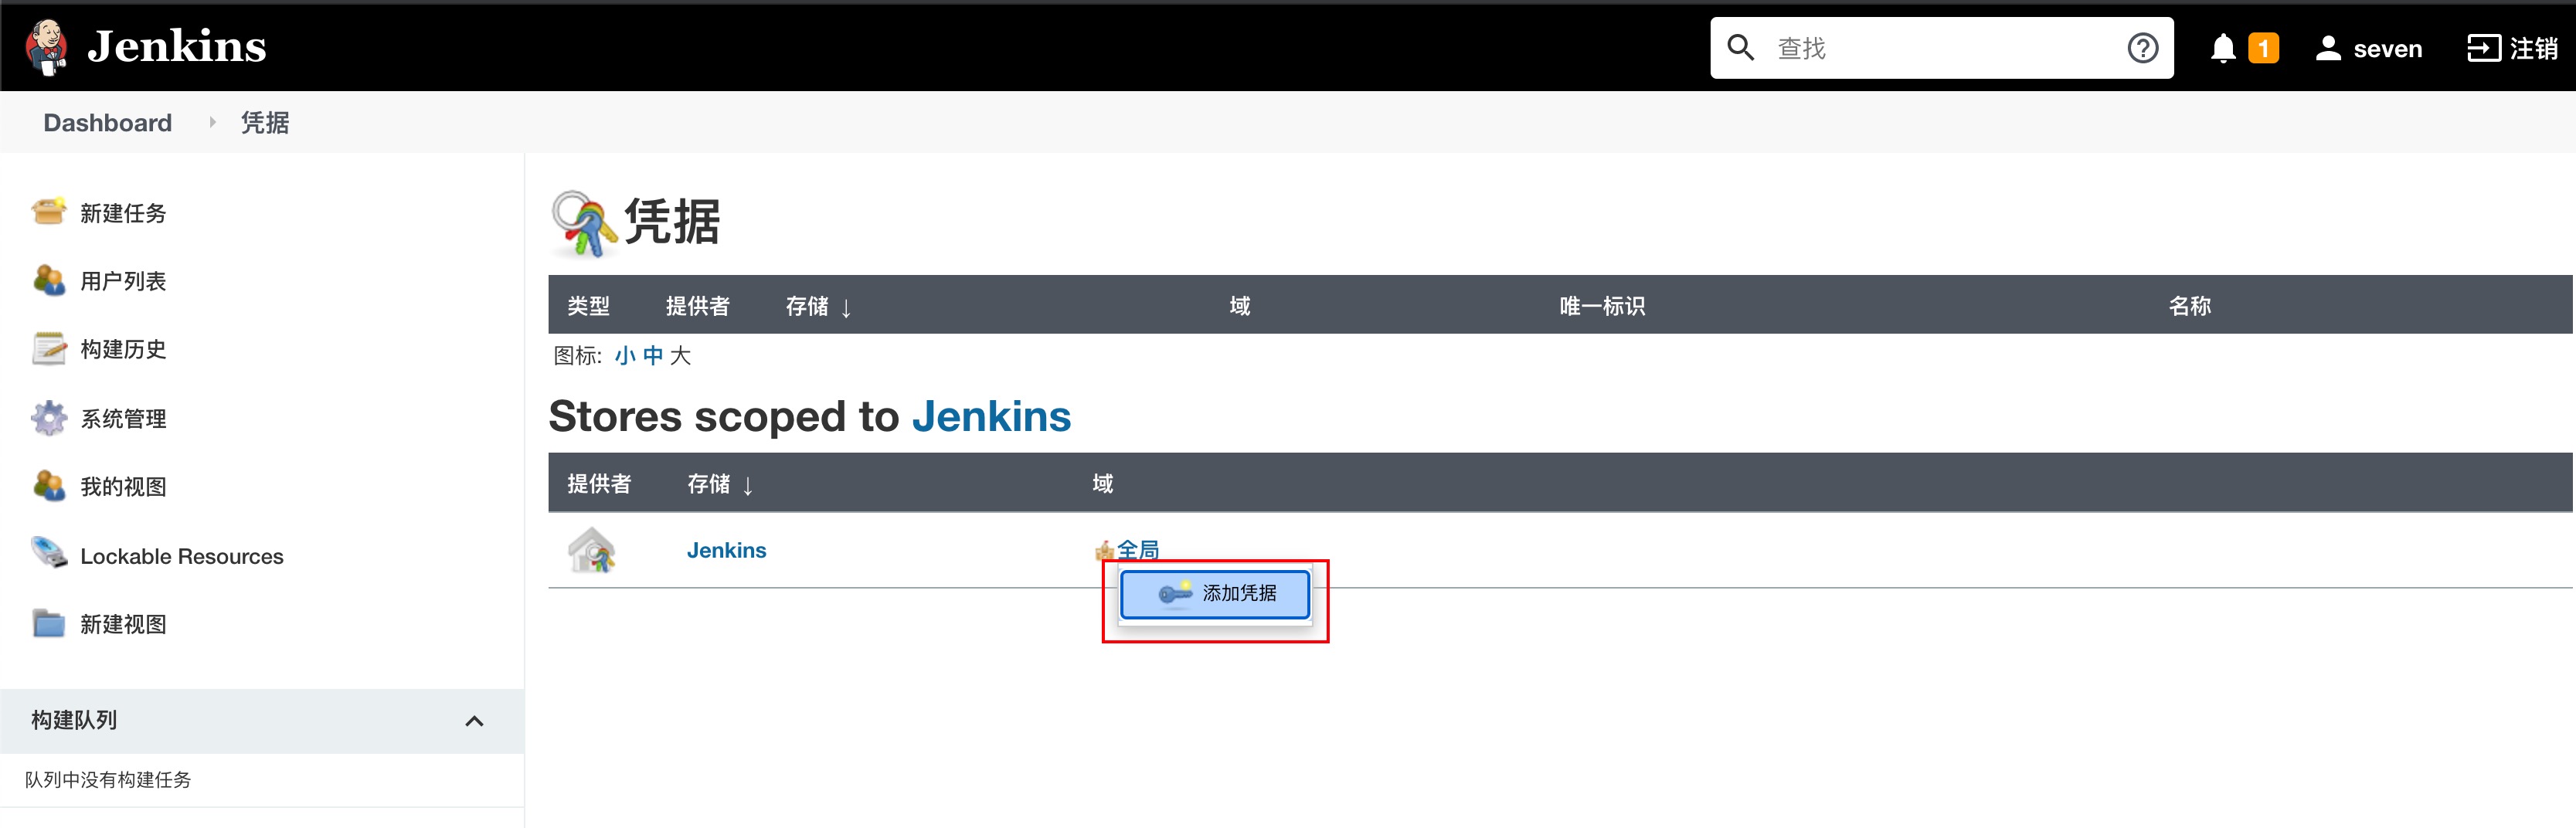 Jenkins 查找 1 seven 注销
Dashboard 凭据
新建任务
用户列表
构建历史
系统管理
我的视图
Lockable Resources
新建视图
构建队列
队列中没有构建任务
凭据
类型 提供者 存储 ↓ 域 唯一标识 名称
图标: 小 中 大
Stores scoped to Jenkins
提供者 存储 ↓ 域
Jenkins 全局
添加凭据